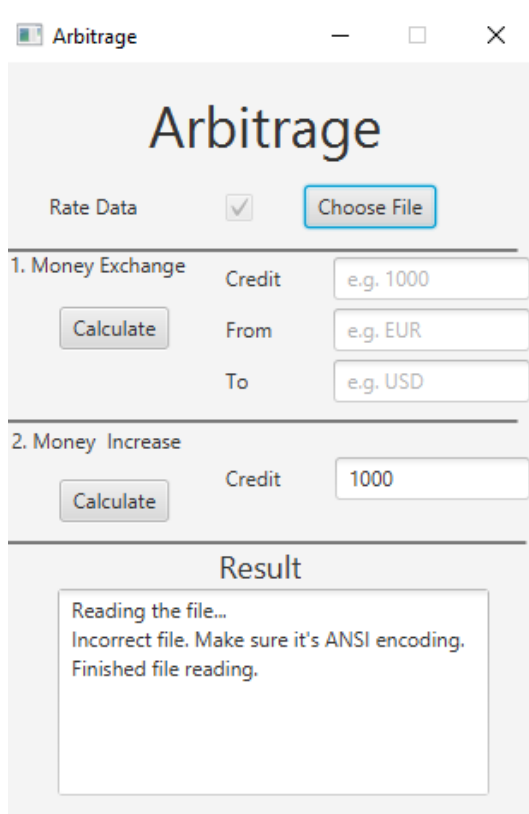 Arbitrage
Arbitrage
Rate Data
Choose File
1. Money Exchange
Credit
e.g. 1000
Calculate
From
e.g. EUR
To
e.g. USD
2. Money Increase
Credit
1000
Calculate
Result
Reading the file...
Incorrect file. Make sure it's ANSI encoding.
Finished file reading.